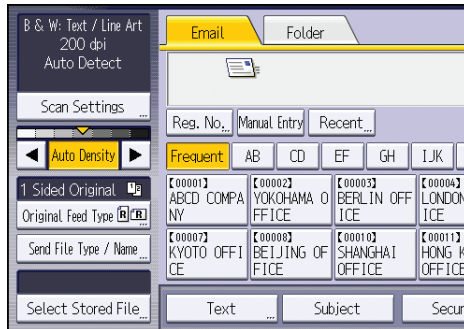 B & W: Text / Line Art
200 dpi
Auto Detect
Scan Settings
Auto Density
1 Sided Original
Original Feed Type
Send File Type / Name
Select Stored File
Email
Folder
Reg. No.
Manual Entry
Recent
Frequent
AB
CD
EF
GH
IJK
[00001]
ABCD COMPA
NY
[00002]
YOKOHAMA O
FFICE
[00003]
BERLIN OFF
ICE
[00004]
LONDON
ICE
[00007]
KYOTO OFFI
CE
[00008]
BEIJING OF
FICE
[00010]
SHANGHAI
OFFICE
[00011]
HONG K
OFFICE
Text
Subject
Secur